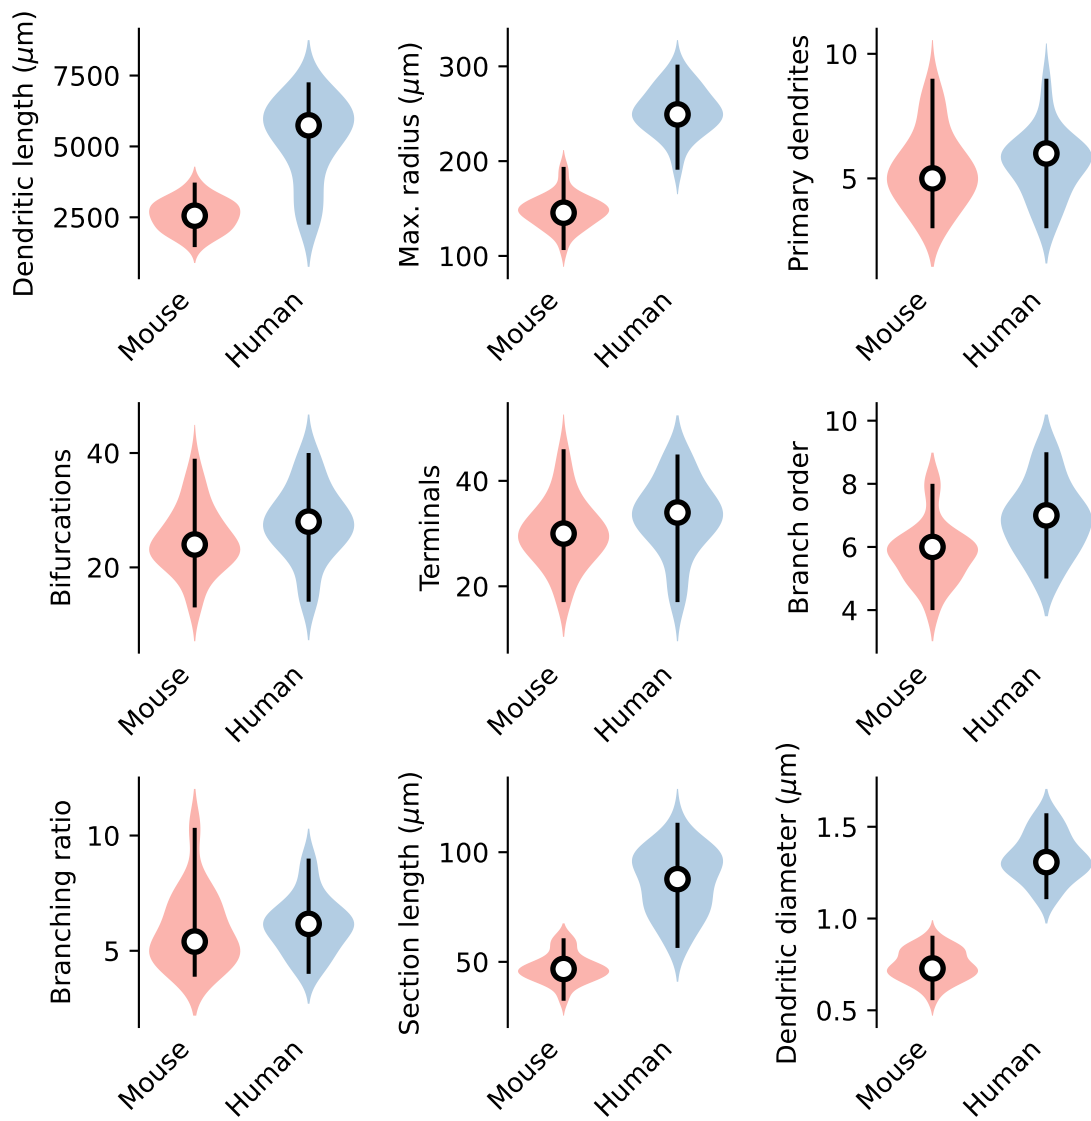 Dendritic length (μm)
7500
5000
2500
Mouse
Human
Max. radius (μm)
300
200
100
Mouse
Human
Primary dendrites
10
5
Mouse
Human
Bifurcations
40
20
Mouse
Human
Terminals
40
20
Mouse
Human
Branch order
10
8
6
4
Mouse
Human
Branching ratio
10
5
Mouse
Human
Section length (μm)
100
50
Mouse
Human
Dendritic diameter (μm)
1.5
1.0
0.5
Mouse
Human